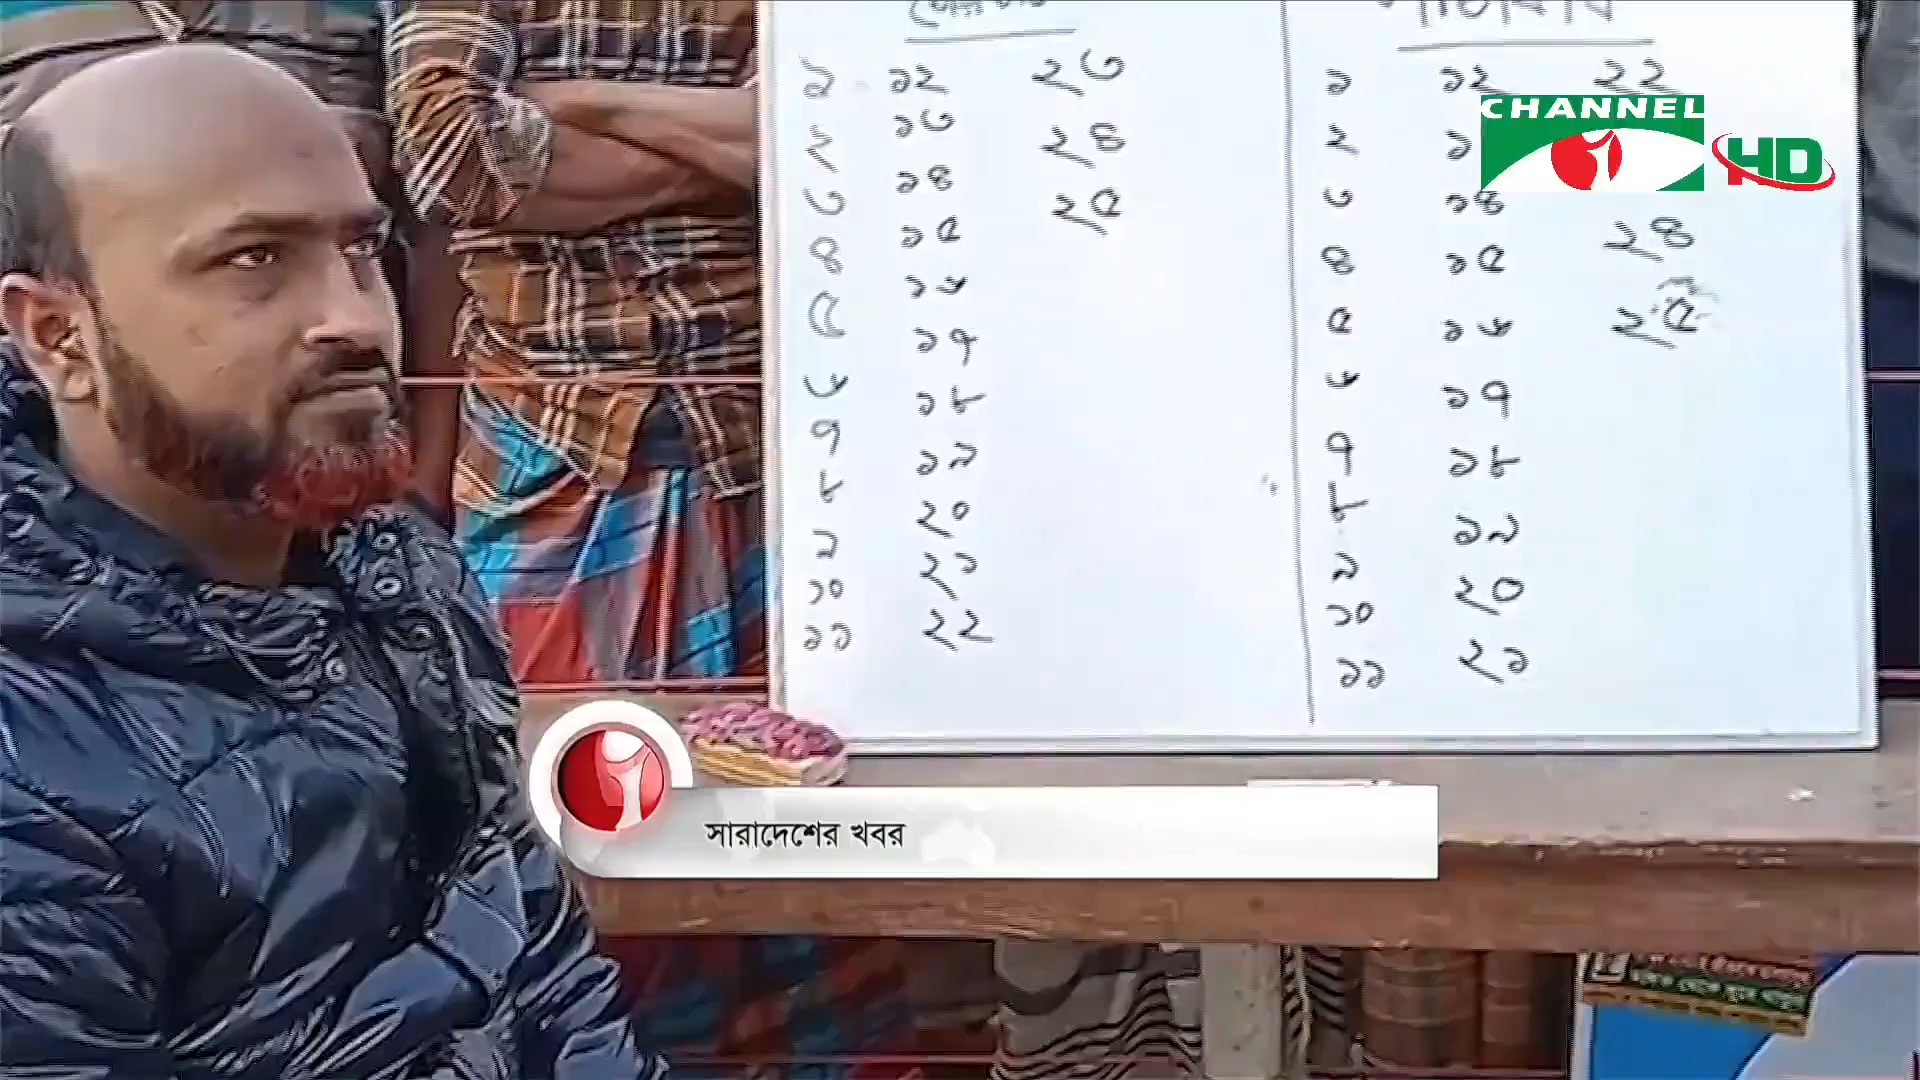 ১ ১২ ২৩ ১ ১২ ২২
CHANNEL
i HD
২ ১৩ ২৪ ২ ১
৩ ১৪ ২৫ ৩ ১৪
৪ ১৫ ৪ ১৫ ২৪
৫ ১৬ ৫ ১৬ ২৫
৬ ১৭ ৬ ১৭
৭ ১৮ ৭ ১৮
৮ ১৯ ৮ ১৯
৯ ২০ ৯ ২০
১০ ২১ ১০ ২১
১১ ২২ ১১
সারাদেশের খবর